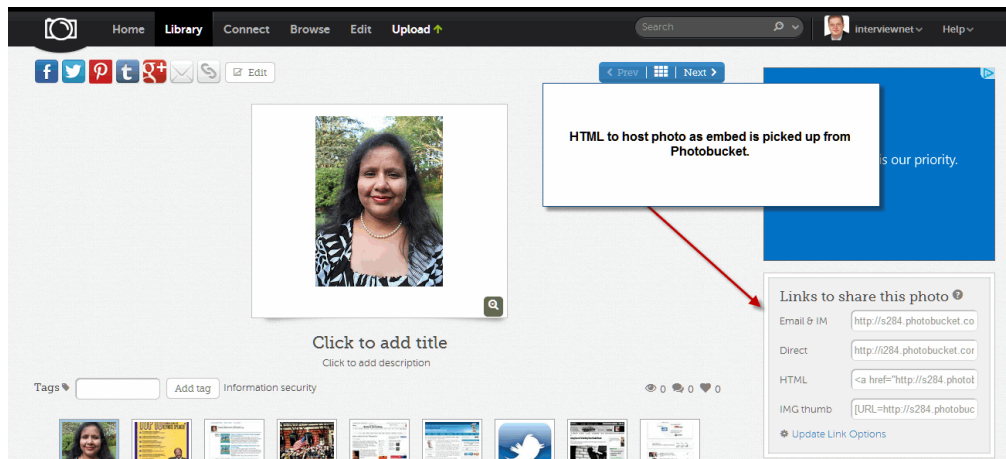 Home Library Connect Browse Edit Upload
Search
interviewnet
Help
Edit
Prev
Next
HTML to host photo as embed is picked up from
Photobucket.
is our priority.
Links to share this photo
Email & IM http://s284.photobucket.co
Direct http://i284.photobucket.cor
HTML <a href="http://s284.photob
IMG thumb [URL=http://s284.photobuc
Update Link Options
Click to add title
Click to add description
Tags
Add tag
Information security
0 0 0